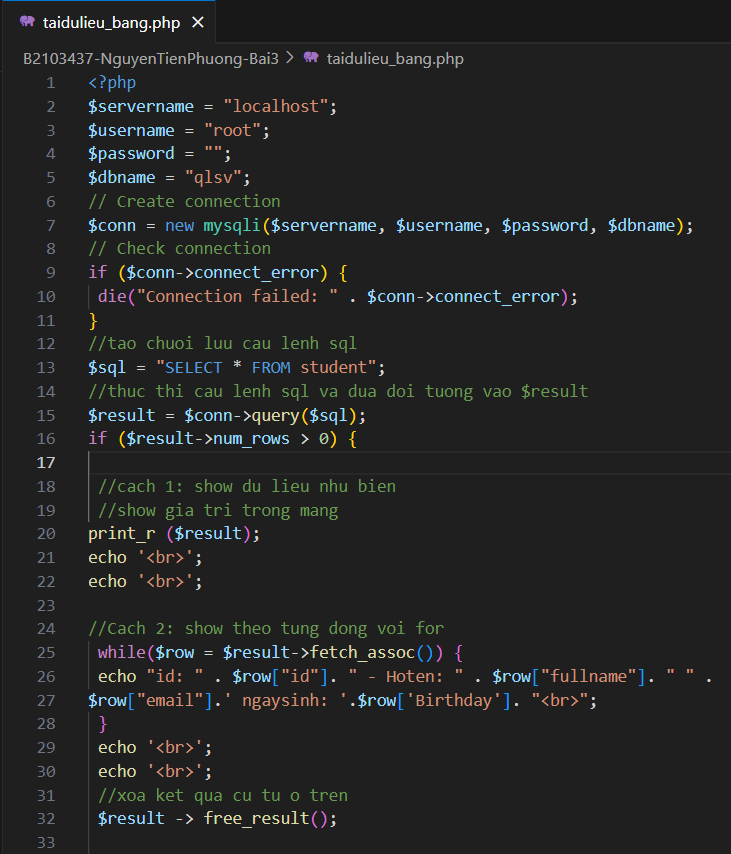 taidulieu_bang.php
B2103437-NguyenTienPhuong-Bai3 > taidulieu_bang.php
1 <?php
2 $servername = "localhost";
3 $username = "root";
4 $password = "";
5 $dbname = "qlsv";
6 // Create connection
7 $conn = new mysqli($servername, $username, $password, $dbname);
8 // Check connection
9 if ($conn->connect_error) {
10 die("Connection failed: " . $conn->connect_error);
11 }
12 //tao chuoi luu cau lenh sql
13 $sql = "SELECT * FROM student";
14 //thuc thi cau lenh sql va dua doi tuong vao $result
15 $result = $conn->query($sql);
16 if ($result->num_rows > 0) {
17
18 //cach 1: show du lieu nhu bien
19 //show gia tri trong mang
20 print_r ($result);
21 echo '<br>';
22 echo '<br>';
23
24 //Cach 2: show theo tung dong voi for
25 while($row = $result->fetch_assoc()) {
26 echo "id: " . $row["id"]. " - Hoten: " . $row["fullname"]. " " .
27 $row["email"].' ngaysinh: '.$row['Birthday']. "<br>";
28 }
29 echo '<br>';
30 echo '<br>';
31 //xoa ket qua cu tu o tren
32 $result -> free_result();
33